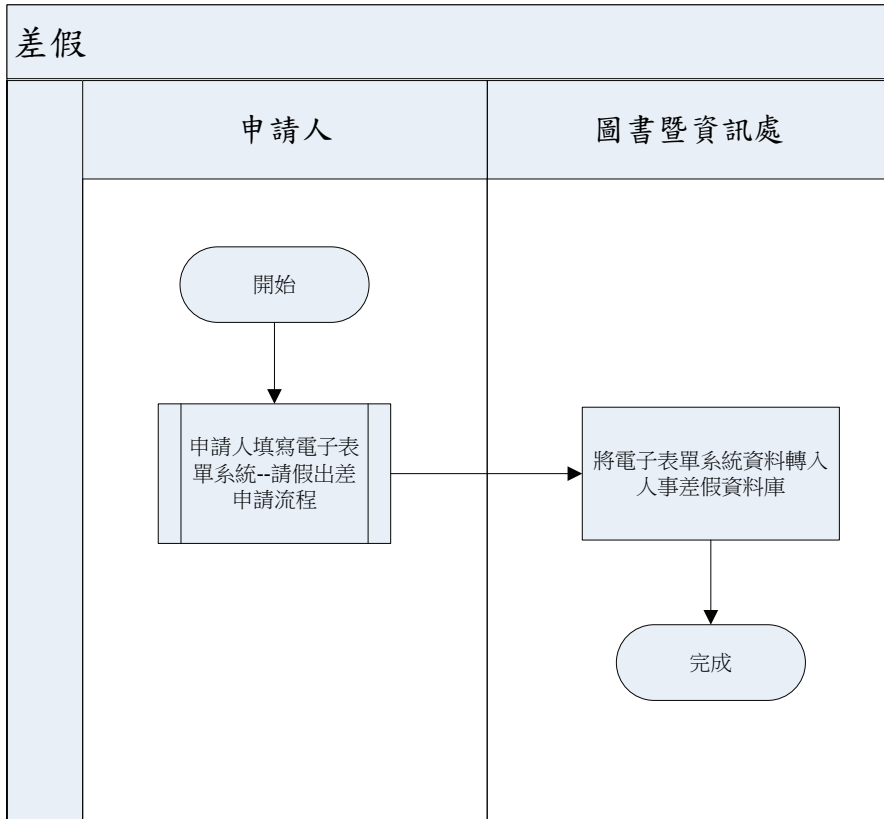 差假
申請人
圖書暨資訊處
開始
申請人填寫電子表
單系統--請假出差
申請流程
將電子表單系統資料轉入
人事差假資料庫
完成